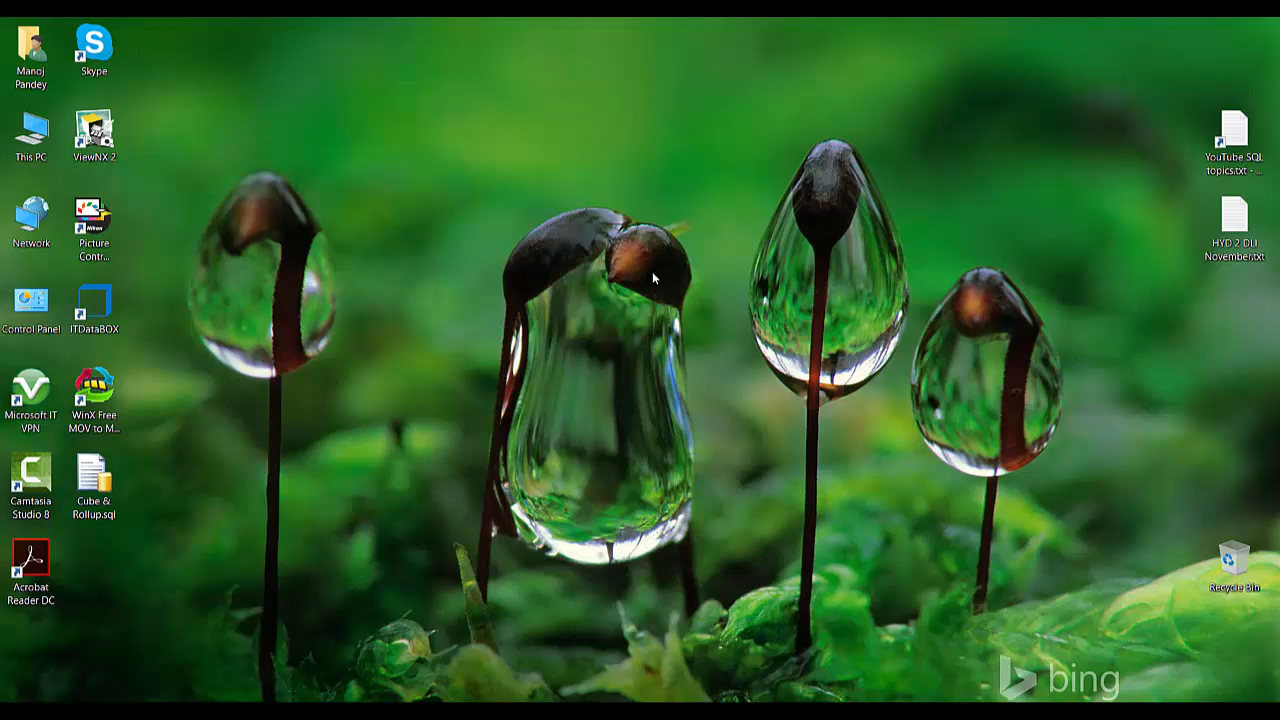 Manoj
Pandey
Skype
This PC
ViewNX 2
Network
Picture
Contr...
Nikon
Control Panel
ITDataBOX
Microsoft IT
VPN
WinX Free
MOV to M...
Camtasia
Studio 8
Cube &
Rollup.sql
Acrobat
Reader DC
YouTube SQL
topics.txt - ...
HYD 2 DLI
November.txt
Recycle Bin
bing